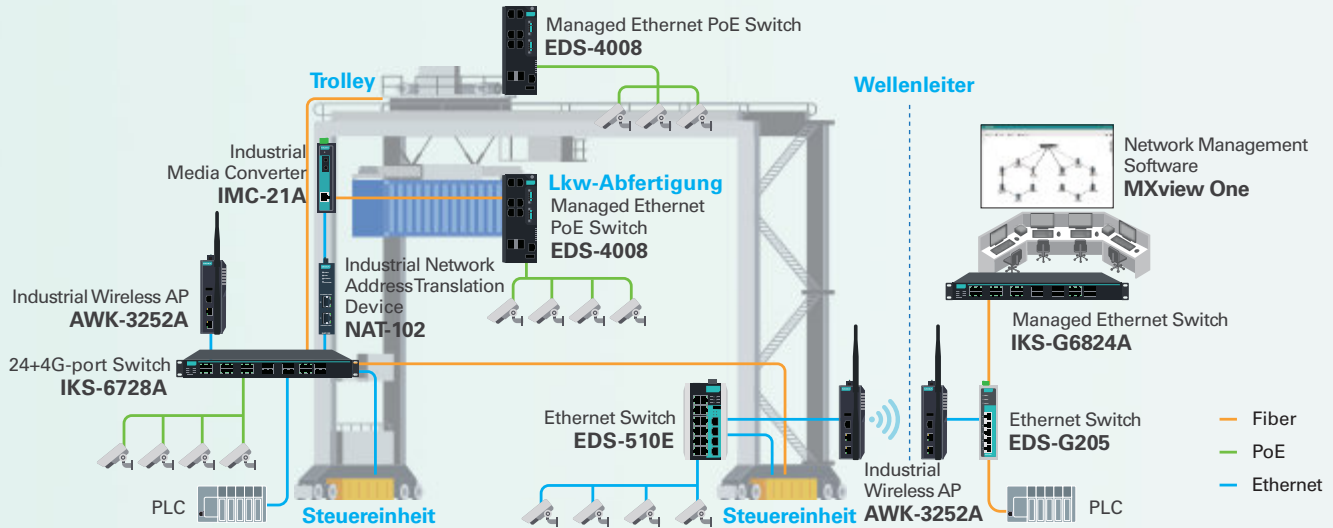 Managed Ethernet PoE Switch
EDS-4008
Trolley
Wellenleiter
Industrial
Media Converter
IMC-21A
Lkw-Abfertigung
Managed Ethernet
PoE Switch
EDS-4008
Network Management
Software
MXview One
Industrial Wireless AP
AWK-3252A
Industrial Network
AddressTranslation
Device
NAT-102
Managed Ethernet Switch
IKS-G6824A
24+4G-port Switch
IKS-6728A
Ethernet Switch
EDS-510E
Ethernet Switch
EDS-G205
Fiber
PoE
Ethernet
PLC
Steuereinheit
Steuereinheit
Industrial
Wireless AP
AWK-3252A
PLC